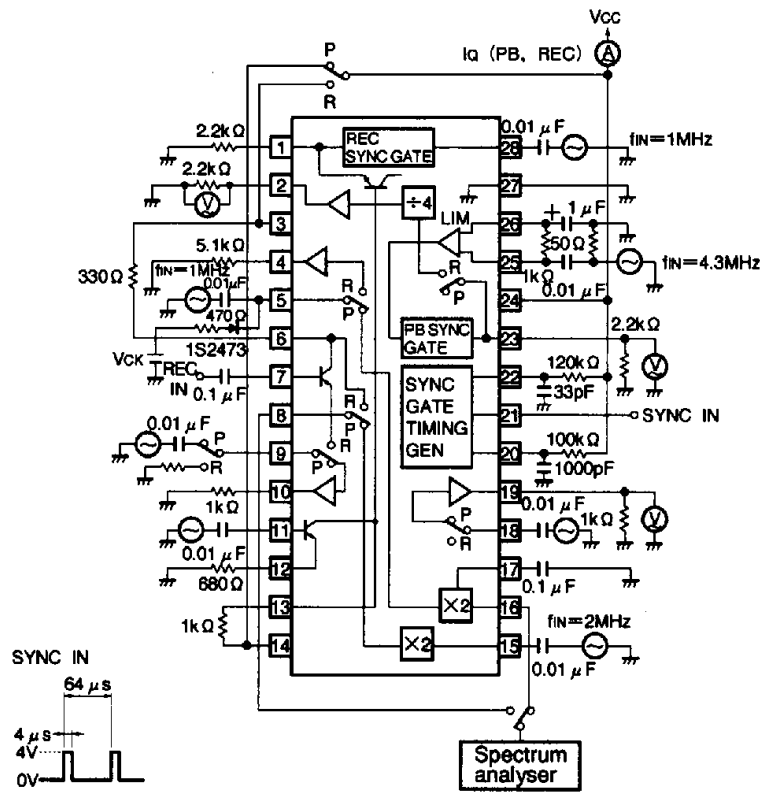 Vcc
IQ (PB, REC) A
P
R
2.2kΩ 1 REC SYNC GATE 28 0.01 μF fIN=1MHz
2.2kΩ V 2 ÷4 27
3 LIM 26 + 1 μF
50Ω
330Ω 5.1kΩ 4 25 1kΩ fIN=4.3MHz
fIN=1MHz 0.01μF 5 R P R P 24 0.01 μF
470Ω 1S2473 6 PB SYNC GATE 23 2.2kΩ V
VCK REC IN 0.1 μF 7 22 120kΩ 33pF
8 R P SYNC GATE TIMING GEN 21 SYNC IN
0.01 μF P R 9 R P 20 100kΩ 1000pF
1kΩ 10 19 0.01 μF V
0.01 μF 11 P R 18 1kΩ
680Ω 12 17 0.1 μF
1kΩ 13 ×2 16 fIN=2MHz
14 ×2 15 0.01 μF
SYNC IN
64 μs
4 μs
4V
0V
Spectrum
analyser